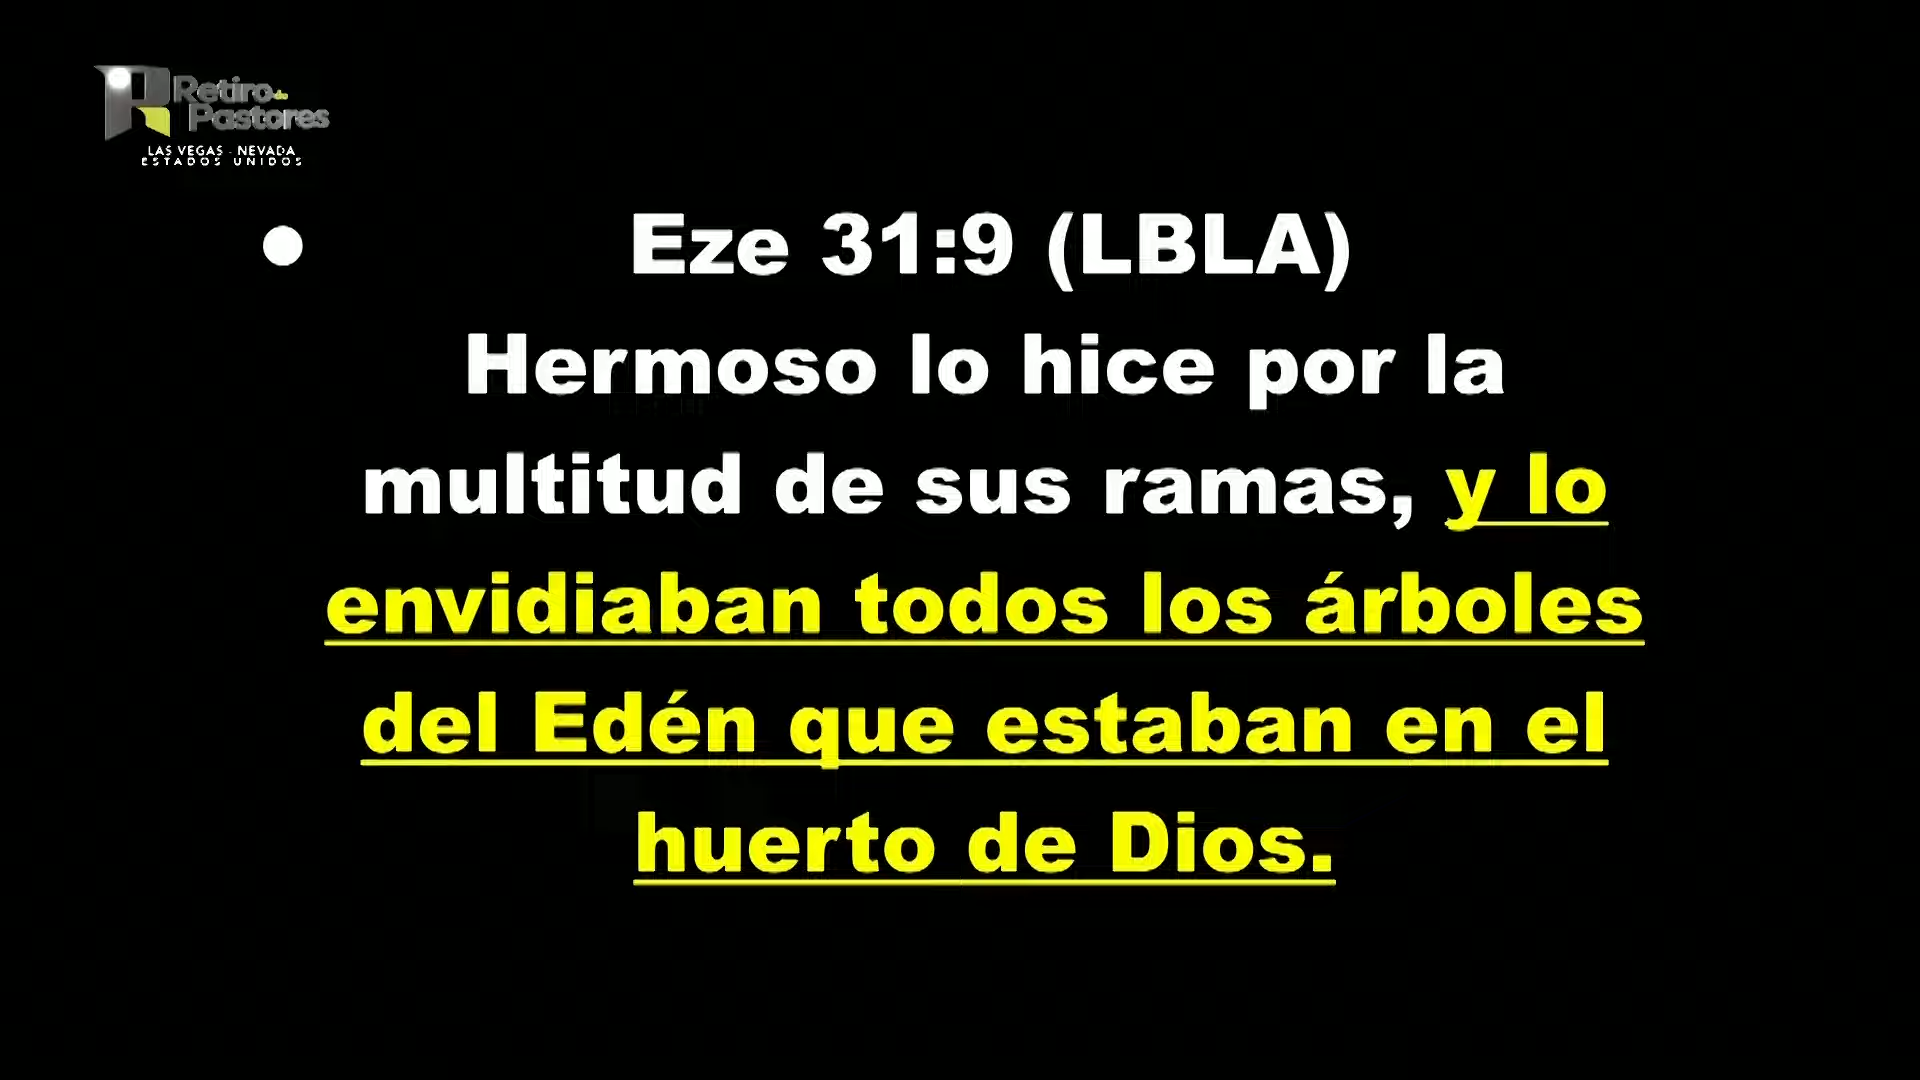 Retiro de
Pastores
LAS VEGAS - NEVADA
ESTADOS UNIDOS
• Eze 31:9 (LBLA)
Hermoso lo hice por la
multitud de sus ramas, y lo
envidiaban todos los árboles
del Edén que estaban en el
huerto de Dios.